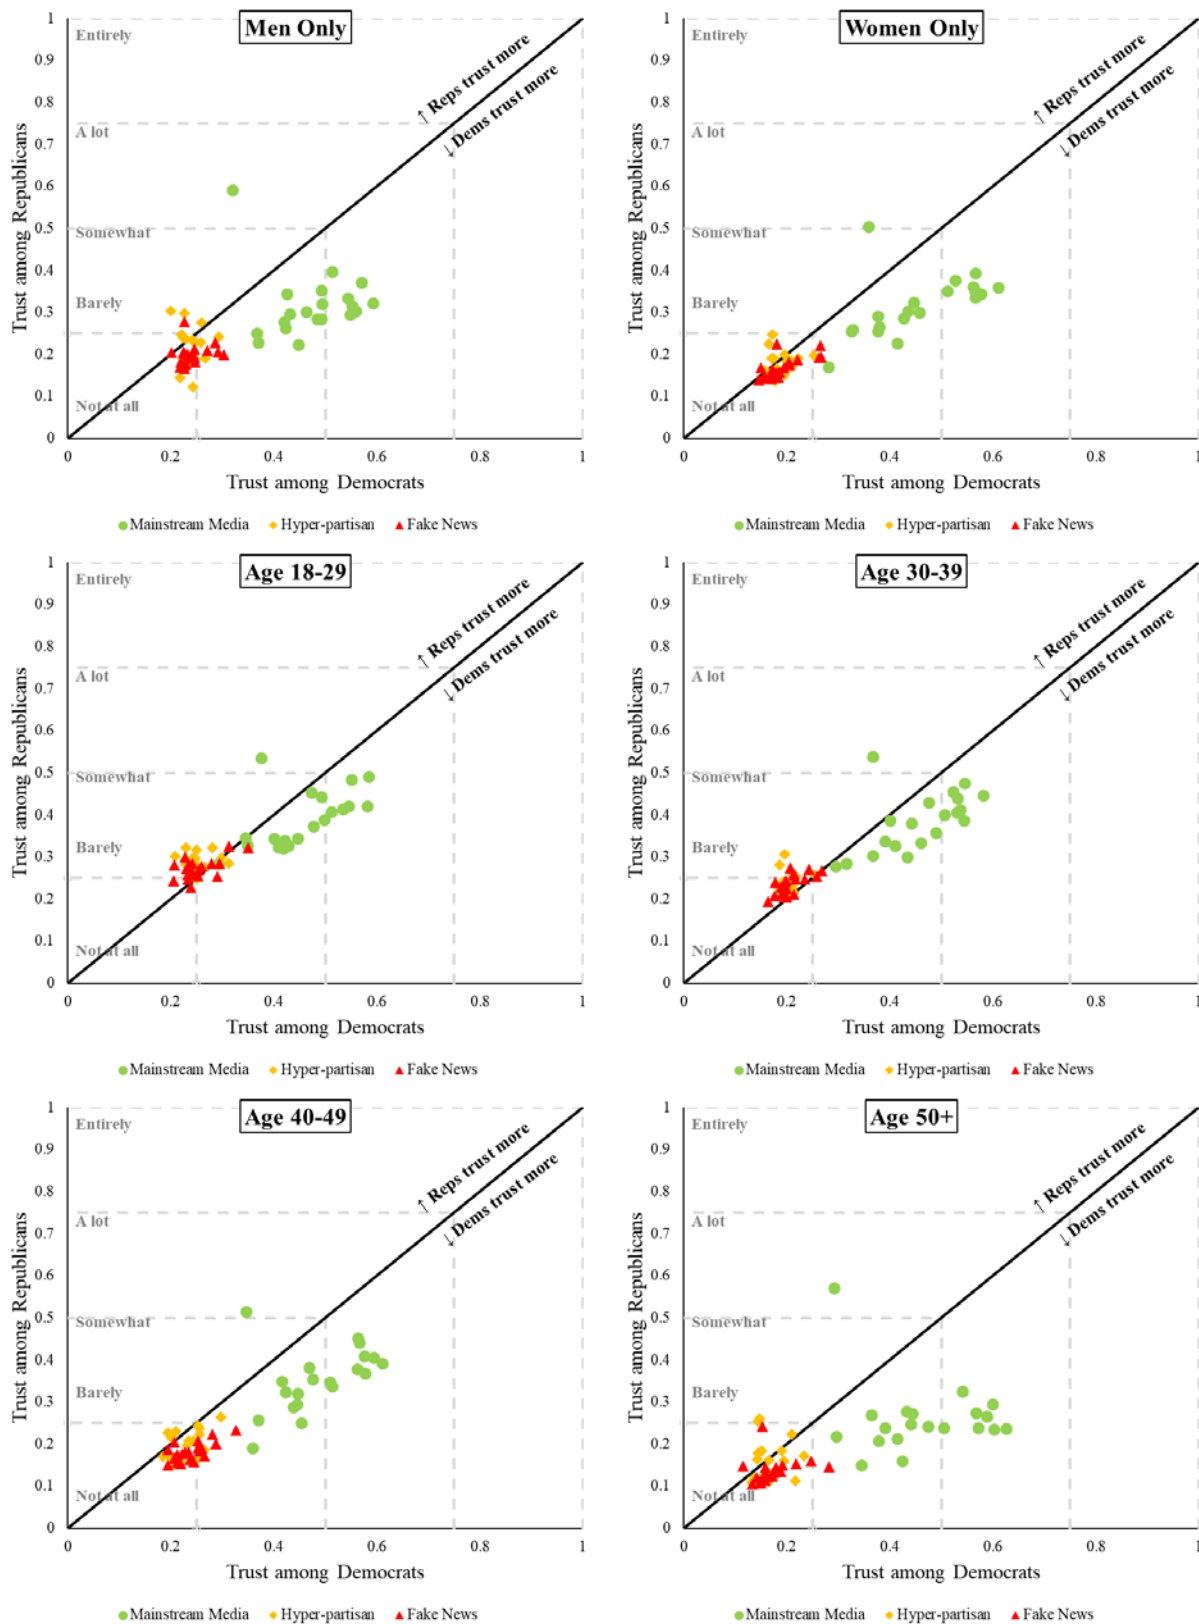 Men Only
Trust among Republicans
1
0.9
0.8
0.7
0.6
0.5
0.4
0.3
0.2
0.1
0
Entirely
A lot
Somewhat
Barely
Not at all
↑ Reps trust more
↓ Dems trust more
0 0.2 0.4 0.6 0.8 1
Trust among Democrats
Mainstream Media Hyper-partisan Fake News
Women Only
Trust among Republicans
1
0.9
0.8
0.7
0.6
0.5
0.4
0.3
0.2
0.1
0
Entirely
A lot
Somewhat
Barely
Not at all
↑ Reps trust more
↓ Dems trust more
0 0.2 0.4 0.6 0.8 1
Trust among Democrats
Mainstream Media Hyper-partisan Fake News
Age 18-29
Trust among Republicans
1
0.9
0.8
0.7
0.6
0.5
0.4
0.3
0.2
0.1
0
Entirely
A lot
Somewhat
Barely
Not at all
↑ Reps trust more
↓ Dems trust more
0 0.2 0.4 0.6 0.8 1
Trust among Democrats
Mainstream Media Hyper-partisan Fake News
Age 30-39
Trust among Republicans
1
0.9
0.8
0.7
0.6
0.5
0.4
0.3
0.2
0.1
0
Entirely
A lot
Somewhat
Barely
Not at all
↑ Reps trust more
↓ Dems trust more
0 0.2 0.4 0.6 0.8 1
Trust among Democrats
Mainstream Media Hyper-partisan Fake News
Age 40-49
Trust among Republicans
1
0.9
0.8
0.7
0.6
0.5
0.4
0.3
0.2
0.1
0
Entirely
A lot
Somewhat
Barely
Not at all
↑ Reps trust more
↓ Dems trust more
0 0.2 0.4 0.6 0.8 1
Trust among Democrats
Mainstream Media Hyper-partisan Fake News
Age 50+
Trust among Republicans
1
0.9
0.8
0.7
0.6
0.5
0.4
0.3
0.2
0.1
0
Entirely
A lot
Somewhat
Barely
Not at all
↑ Reps trust more
↓ Dems trust more
0 0.2 0.4 0.6 0.8 1
Trust among Democrats
Mainstream Media Hyper-partisan Fake News